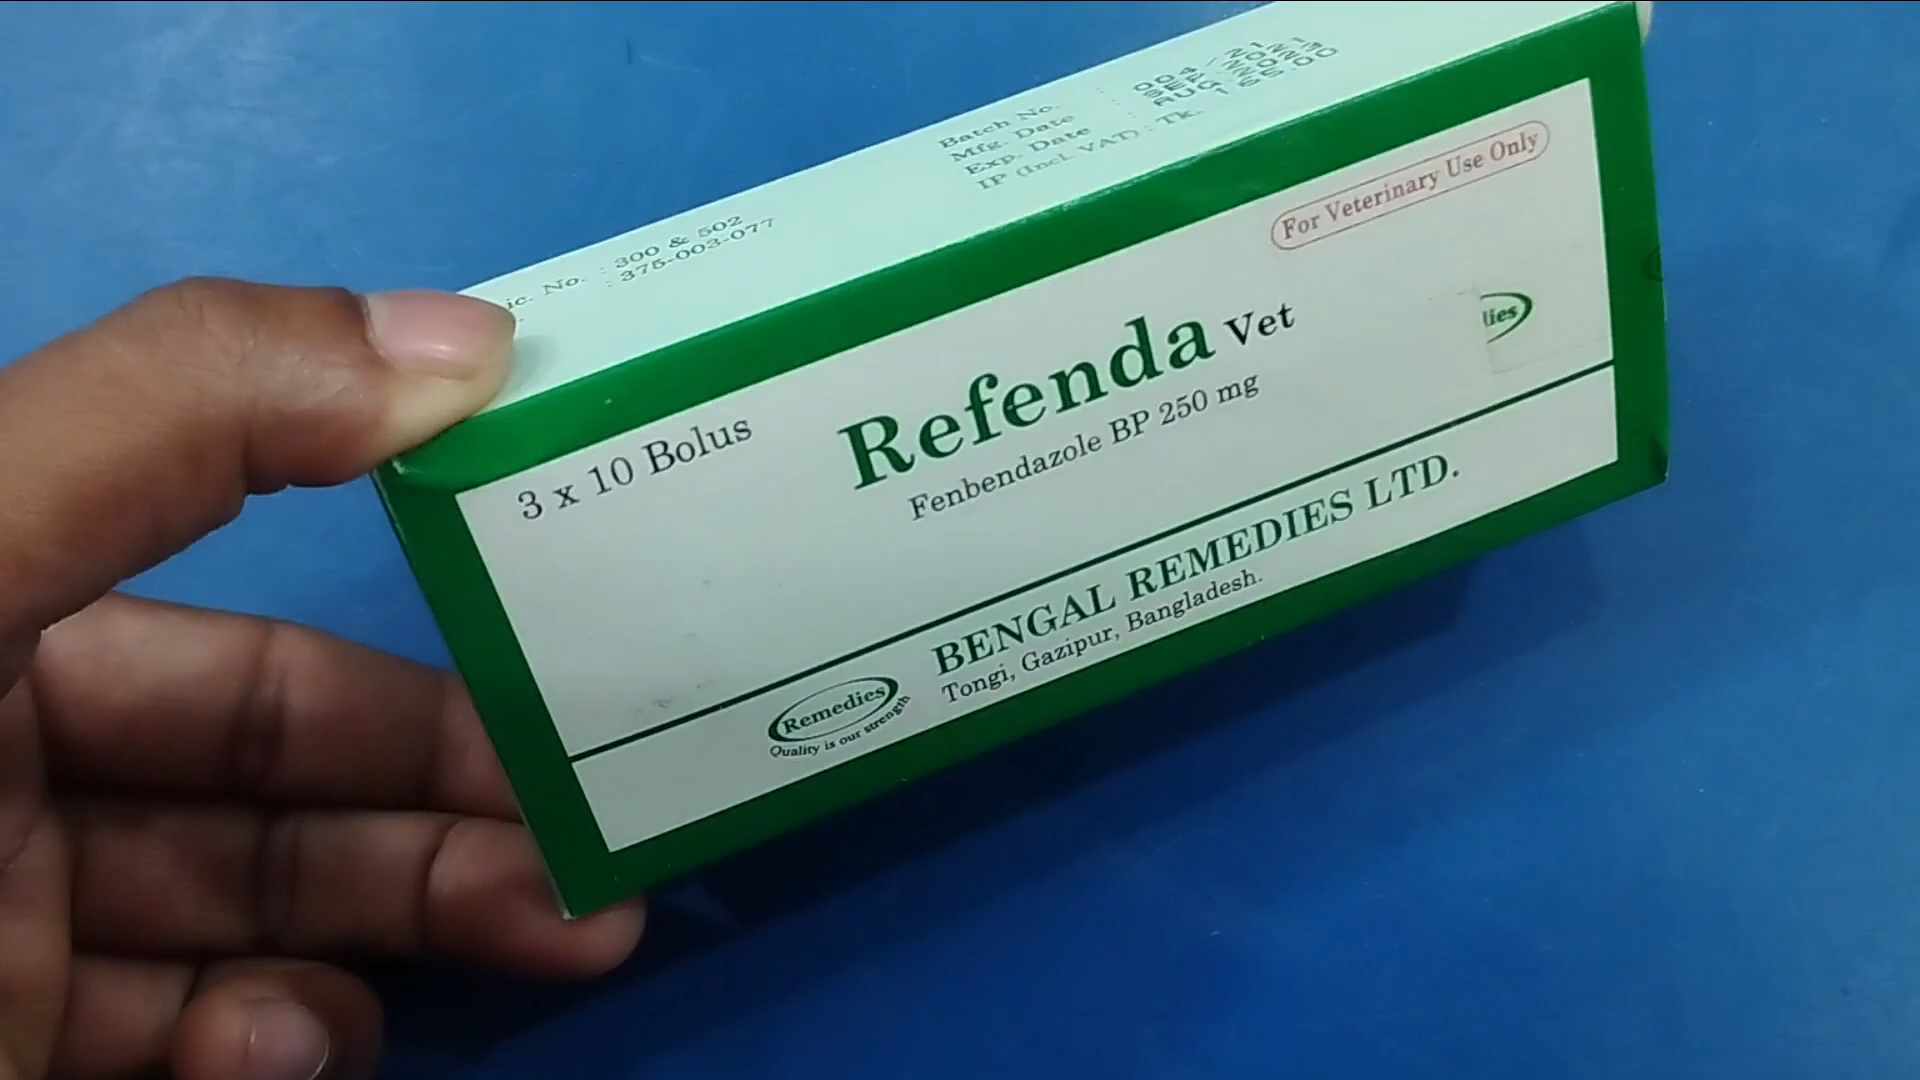 ic. No. : 300 & 502
: 375-003-077
Batch No. :
Mfg. Date :
Exp. Date :
IP (Incl. VAT) : Tk.
For Veterinary Use Only
3 x 10 Bolus
Refenda Vet
Fenbendazole BP 250 mg
lies
BENGAL REMEDIES LTD.
Tongi, Gazipur, Bangladesh.
Remedies
Quality is our strength